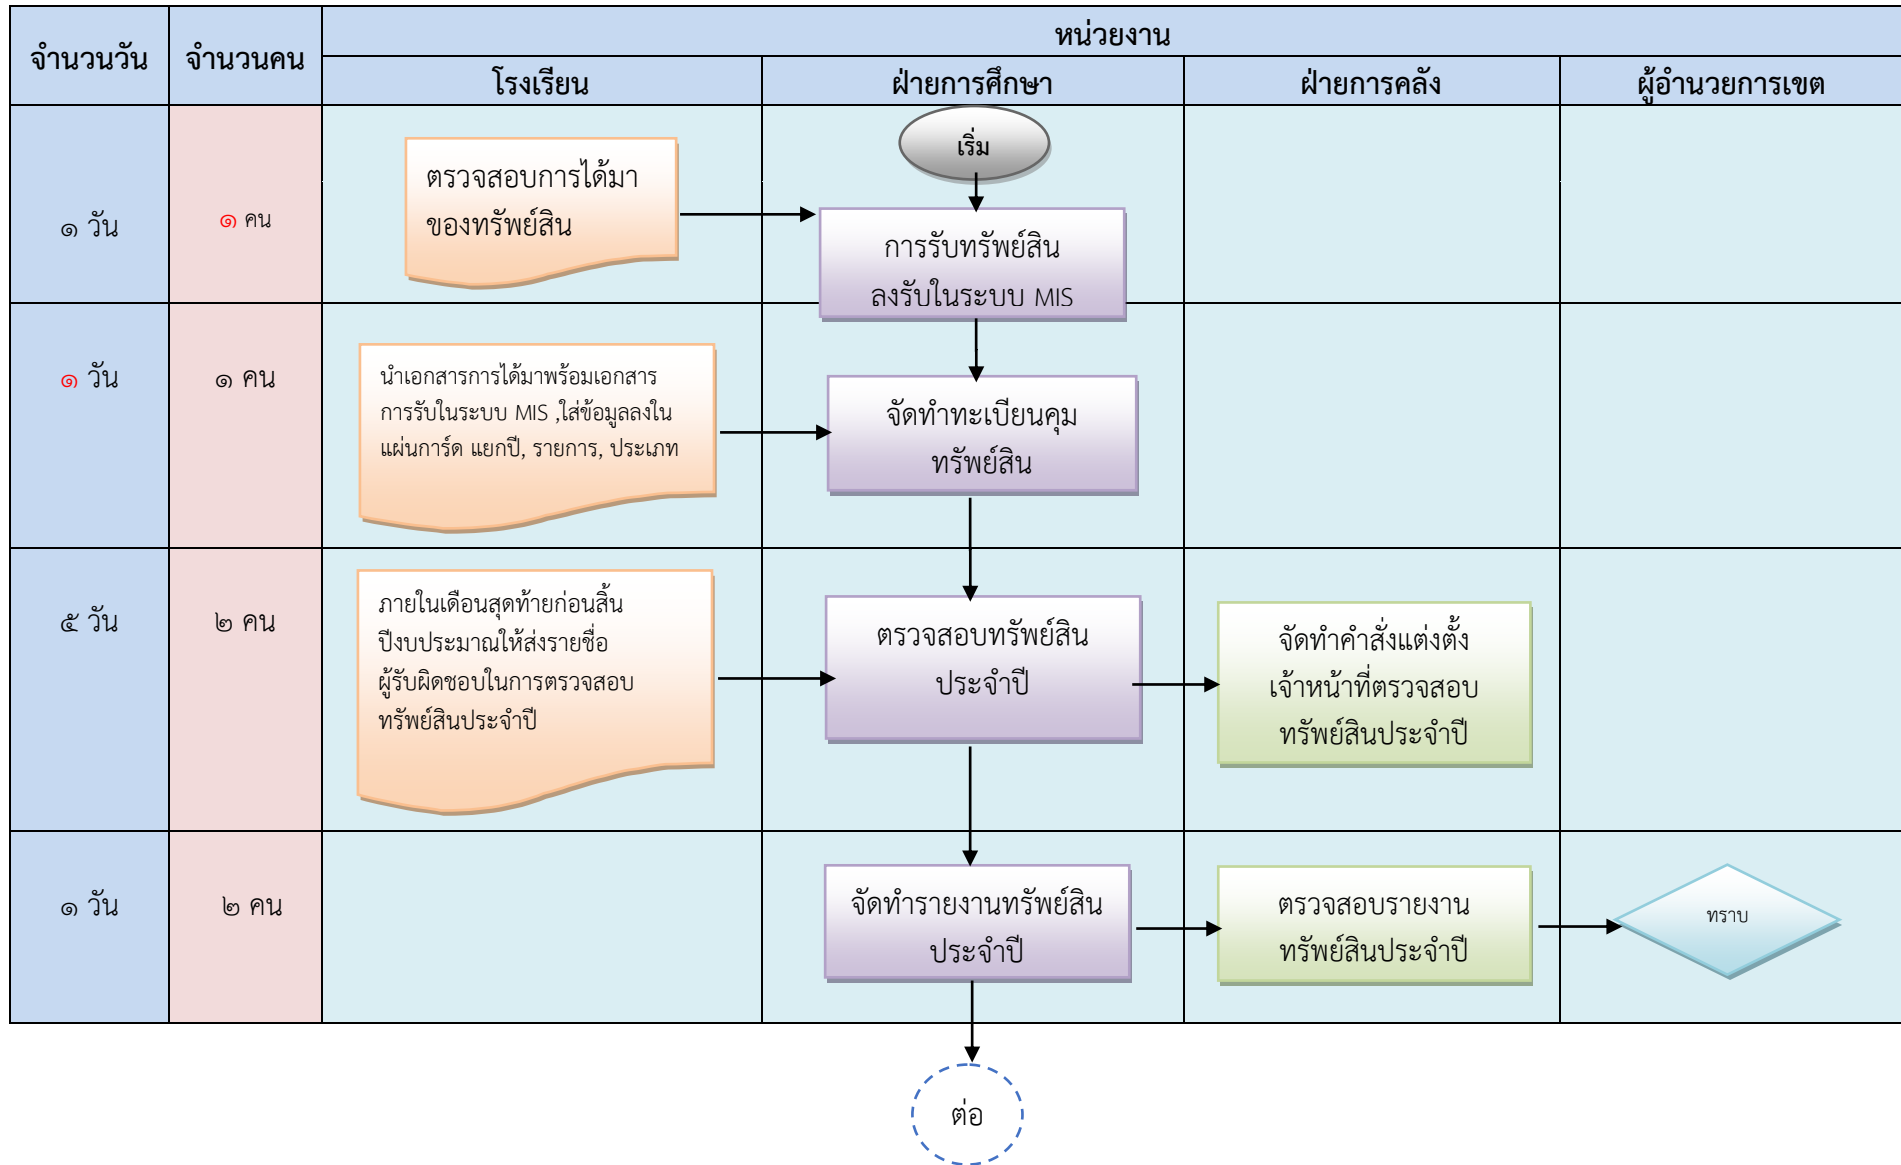 จำนวนวัน
จำนวนคน
หน่วยงาน
โรงเรียน
ฝ่ายการศึกษา
ฝ่ายการคลัง
ผู้อำนวยการเขต
๑ วัน
๑ คน
ตรวจสอบการได้มา
ของทรัพย์สิน
เริ่ม
การรับทรัพย์สิน
ลงรับในระบบ MIS
๑ วัน
๑ คน
นำเอกสารการได้มาพร้อมเอกสาร
การรับในระบบ MIS ,ใส่ข้อมูลลงใน
แผ่นการ์ด แยกปี, รายการ, ประเภท
จัดทำทะเบียนคุม
ทรัพย์สิน
๕ วัน
๒ คน
ภายในเดือนสุดท้ายก่อนสิ้น
ปีงบประมาณให้ส่งรายชื่อ
ผู้รับผิดชอบในการตรวจสอบ
ทรัพย์สินประจำปี
ตรวจสอบทรัพย์สิน
ประจำปี
จัดทำคำสั่งแต่งตั้ง
เจ้าหน้าที่ตรวจสอบ
ทรัพย์สินประจำปี
๑ วัน
๒ คน
จัดทำรายงานทรัพย์สิน
ประจำปี
ตรวจสอบรายงาน
ทรัพย์สินประจำปี
ทราบ
ต่อ